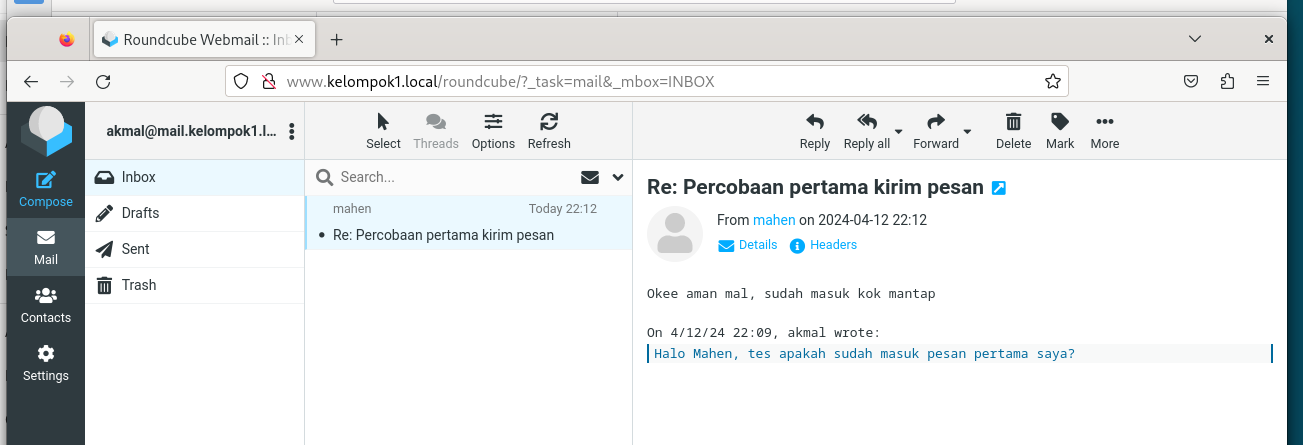 Roundcube Webmail :: Inb
www.kelompok1.local/roundcube/?_task=mail&_mbox=INBOX
akmal@mail.kelompok1.l...
Select
Threads
Options
Refresh
Reply
Reply all
Forward
Delete
Mark
More
Compose
Mail
Contacts
Settings
Inbox
Drafts
Sent
Trash
Search...
mahen Today 22:12
Re: Percobaan pertama kirim pesan
Re: Percobaan pertama kirim pesan
From mahen on 2024-04-12 22:12
Details Headers
Okee aman mal, sudah masuk kok mantap
On 4/12/24 22:09, akmal wrote:
Halo Mahen, tes apakah sudah masuk pesan pertama saya?